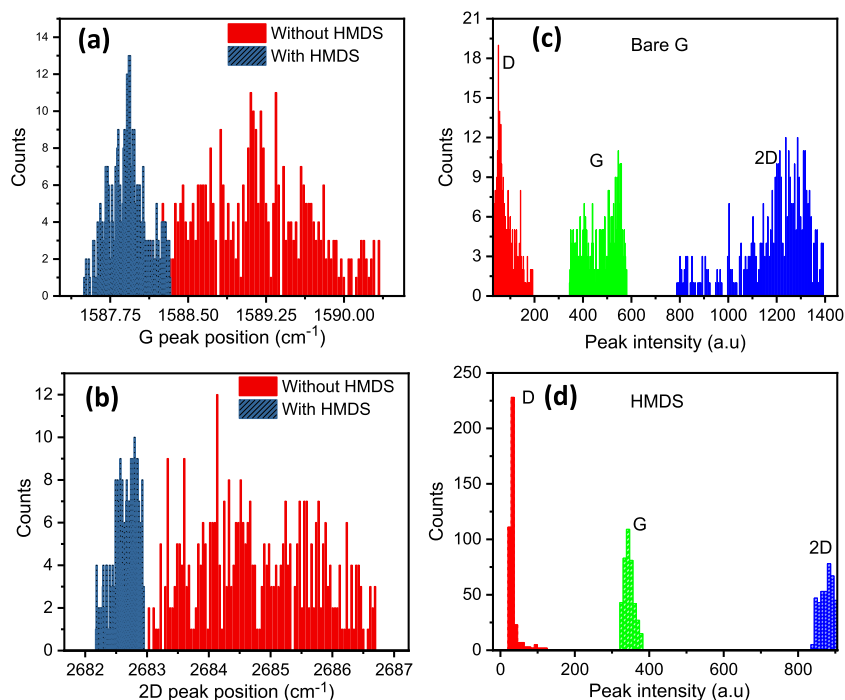 (a)
Without HMDS
With HMDS
14
12
10
8
6
4
2
0
Counts
1587.75 1588.50 1589.25 1590.00
G peak position (cm-1)
(c)
Bare G
D
G
2D
21
18
15
12
9
6
3
0
Counts
200 400 600 800 1000 1200 1400
Peak intensity (a.u)
(b)
Without HMDS
With HMDS
12
10
8
6
4
2
0
Counts
2682 2683 2684 2685 2686 2687
2D peak position (cm-1)
(d)
HMDS
D
G
2D
250
200
150
100
50
0
Counts
0 200 400 600 800
Peak intensity (a.u)